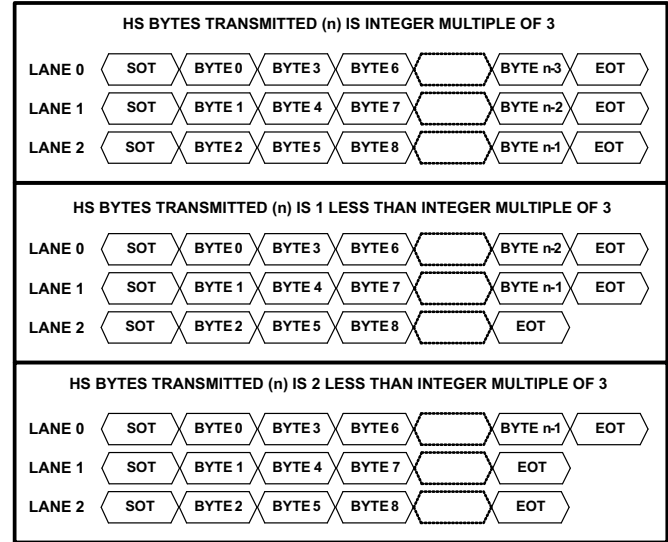 HS BYTES TRANSMITTED (n) IS INTEGER MULTIPLE OF 3
LANE 0 SOT BYTE 0 BYTE 3 BYTE 6 BYTE n-3 EOT
LANE 1 SOT BYTE 1 BYTE 4 BYTE 7 BYTE n-2 EOT
LANE 2 SOT BYTE 2 BYTE 5 BYTE 8 BYTE n-1 EOT
HS BYTES TRANSMITTED (n) IS 1 LESS THAN INTEGER MULTIPLE OF 3
LANE 0 SOT BYTE 0 BYTE 3 BYTE 6 BYTE n-2 EOT
LANE 1 SOT BYTE 1 BYTE 4 BYTE 7 BYTE n-1 EOT
LANE 2 SOT BYTE 2 BYTE 5 BYTE 8 EOT
HS BYTES TRANSMITTED (n) IS 2 LESS THAN INTEGER MULTIPLE OF 3
LANE 0 SOT BYTE 0 BYTE 3 BYTE 6 BYTE n-1 EOT
LANE 1 SOT BYTE 1 BYTE 4 BYTE 7 EOT
LANE 2 SOT BYTE 2 BYTE 5 BYTE 8 EOT